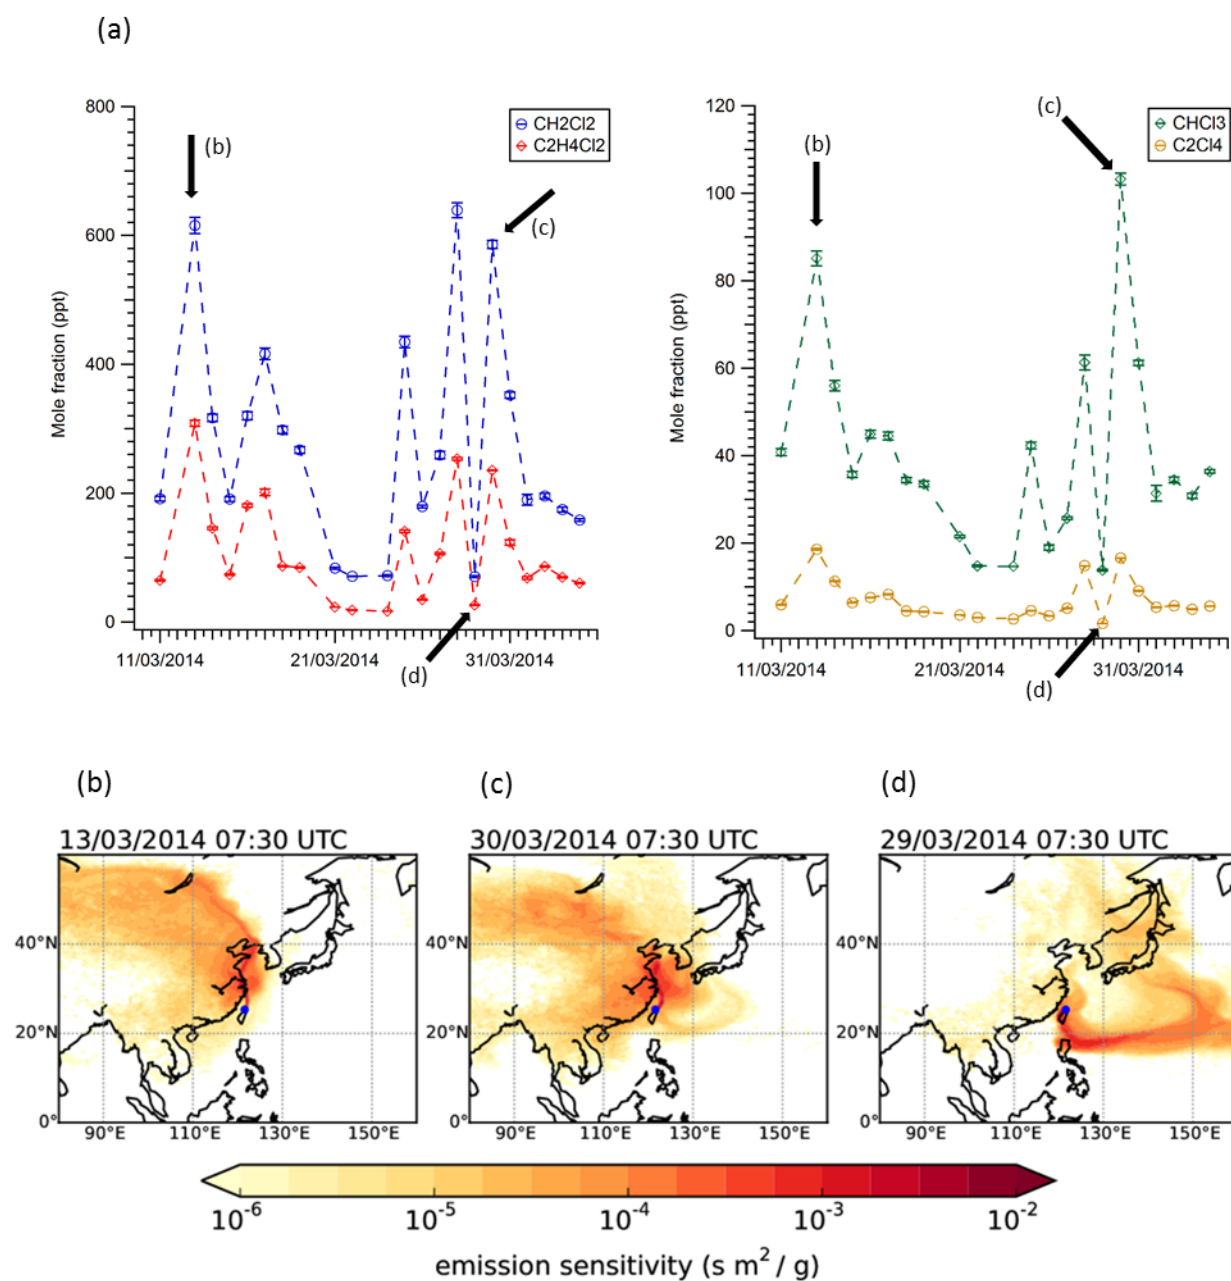 (a)
800
600
400
200
0
Mole fraction (ppt)
CH2Cl2
C2H4Cl2
(b)
(c)
(d)
11/03/2014
21/03/2014
31/03/2014
120
100
80
60
40
20
0
Mole fraction (ppt)
CHCl3
C2Cl4
(b)
(c)
(d)
11/03/2014
21/03/2014
31/03/2014
(b)
(c)
(d)
13/03/2014 07:30 UTC
30/03/2014 07:30 UTC
29/03/2014 07:30 UTC
40°N
20°N
0°
90°E
110°E
130°E
150°E
40°N
20°N
0°
90°E
110°E
130°E
150°E
40°N
20°N
0°
90°E
110°E
130°E
150°E
10⁻⁶
10⁻⁵
10⁻⁴
10⁻³
10⁻²
emission sensitivity (s m² / g)